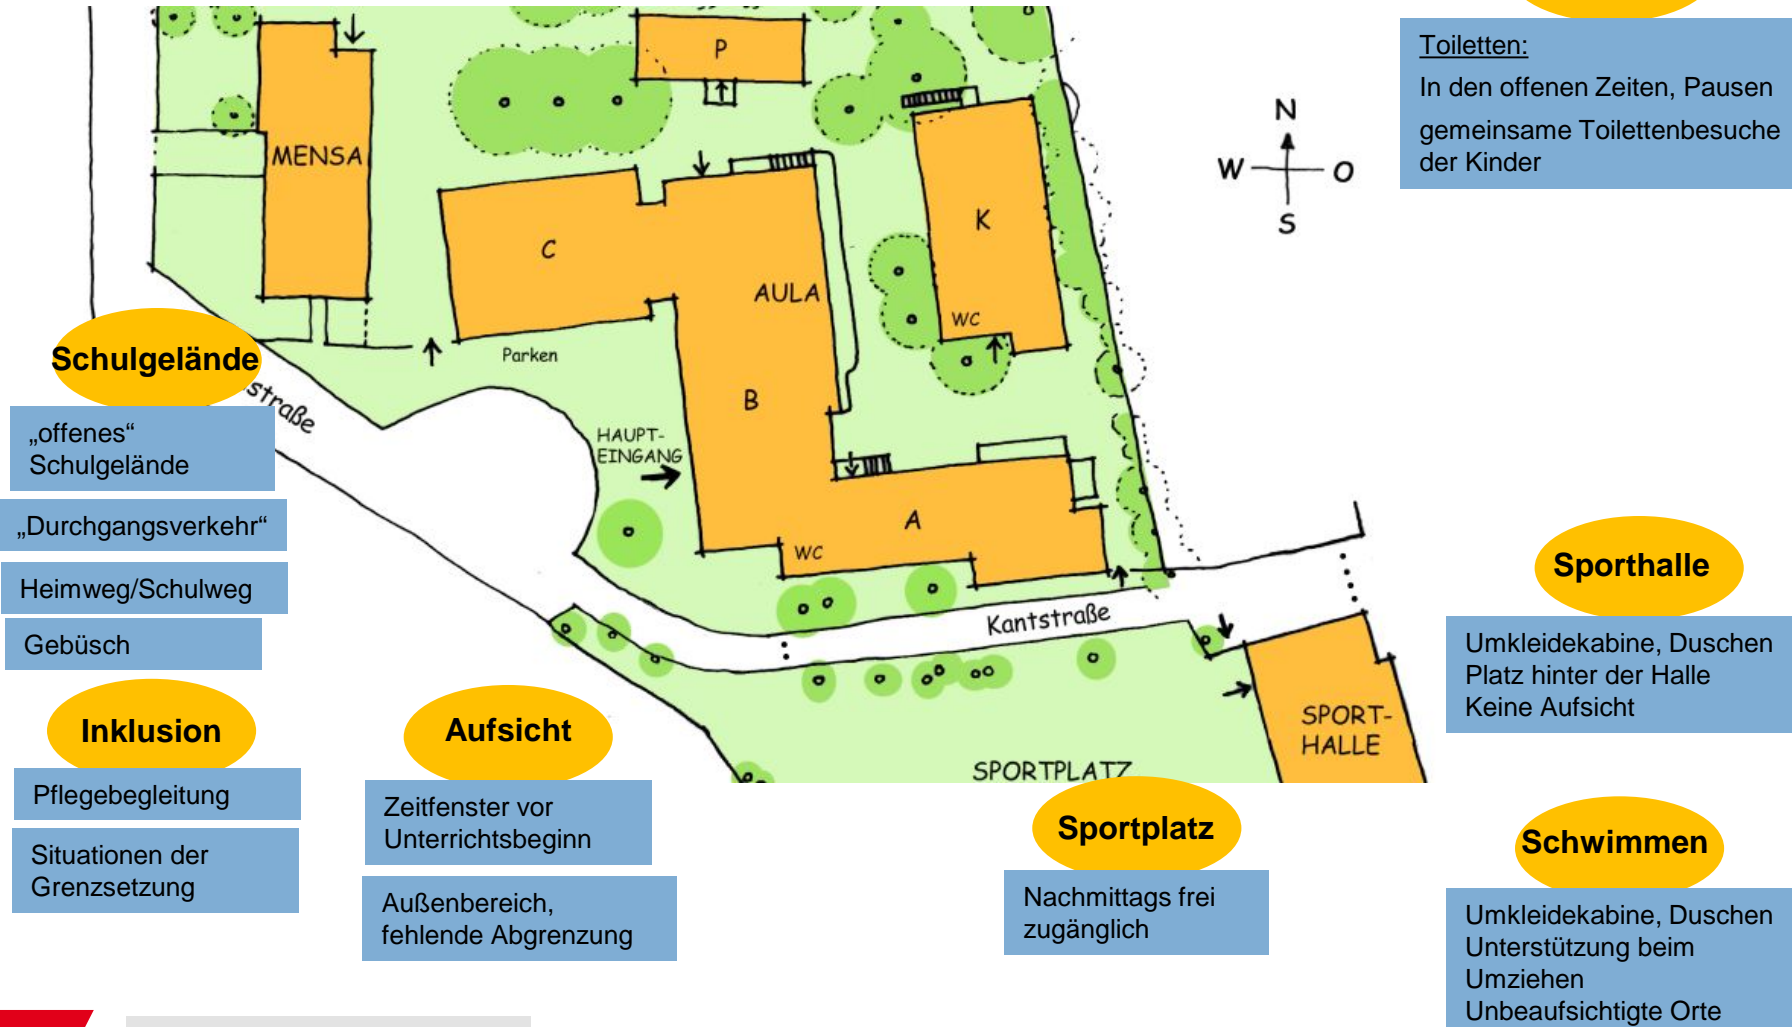 P
Toiletten:
In den offenen Zeiten, Pausen
gemeinsame Toilettenbesuche
der Kinder
N
W
O
S
MENSA
C
K
AULA
WC
Parken
B
HAUPT-
EINGANG
A
WC
Kantstraße
SPORT-
HALLE
SPORTPLATZ
Schulgelände
straße
„offenes“
Schulgelände
„Durchgangsverkehr“
Heimweg/Schulweg
Gebüsch
Inklusion
Pflegebegleitung
Situationen der
Grenzsetzung
Aufsicht
Zeitfenster vor
Unterrichtsbeginn
Außenbereich,
fehlende Abgrenzung
Sportplatz
Nachmittags frei
zugänglich
Sporthalle
Umkleidekabine, Duschen
Platz hinter der Halle
Keine Aufsicht
Schwimmen
Umkleidekabine, Duschen
Unterstützung beim
Umziehen
Unbeaufsichtigte Orte